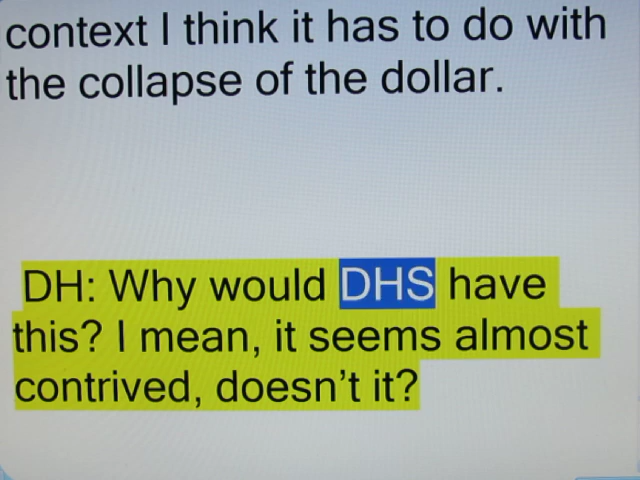 context I think it has to do with
the collapse of the dollar.
DH: Why would DHS have
this? I mean, it seems almost
contrived, doesn’t it?